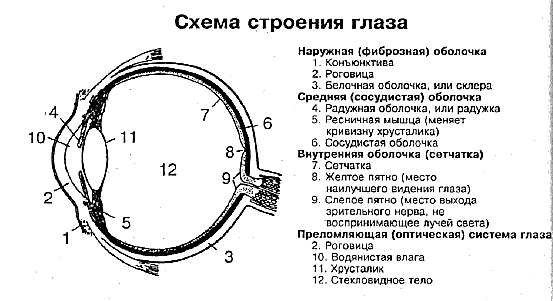 Схема строения глаза
Наружная (фиброзная) оболочка
1. Конъюнктива
2. Роговица
3. Белочная оболочка, или склера
Средняя (сосудистая) оболочка
4. Радужная оболочка, или радужка
5. Ресничная мышца (меняет
кривизну хрусталика)
6. Сосудистая оболочка
Внутренняя оболочка (сетчатка)
7. Сетчатка
8. Желтое пятно (место
наилучшего видения глаза)
9. Слепое пятно (место выхода
зрительного нерва, не
воспринимающее лучей света)
Преломляющая (оптическая) система глаза
2. Роговица
10. Водянистая влага
11. Хрусталик
12. Стекловидное тело
4
10
2
1
11
12
5
7
6
8
9
3